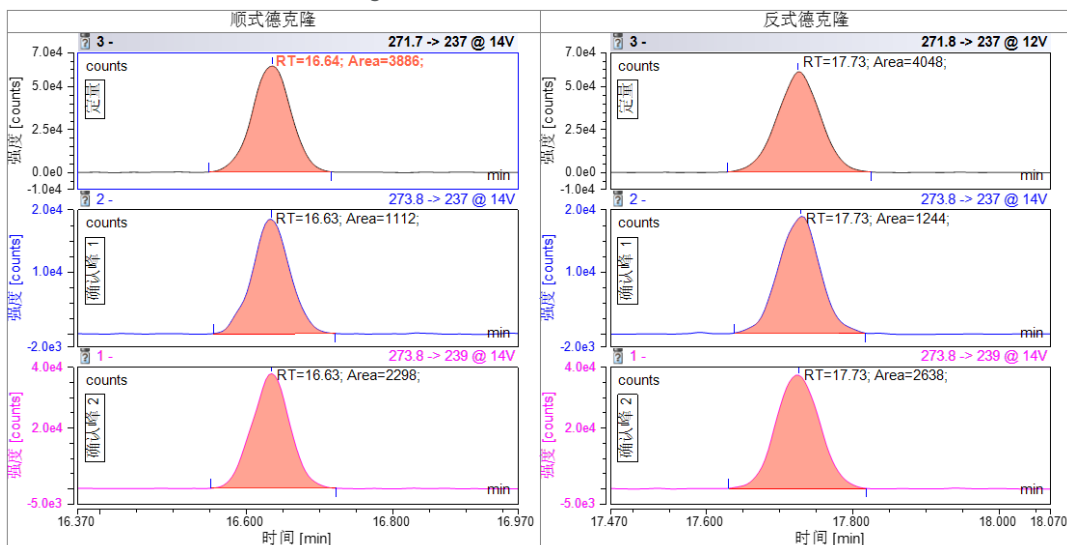 顺式德克隆
反式德克隆
3 -
271.7 -> 237 @ 14V
7.0e4
5.0e4
2.5e4
0.0e0
-1.0e4
强度 [counts]
counts
定量
RT=16.64; Area=3886;
min
3 -
271.8 -> 237 @ 12V
7.0e4
5.0e4
2.5e4
0.0e0
-1.0e4
强度 [counts]
counts
定量
RT=17.73; Area=4048;
min
2 -
273.8 -> 237 @ 14V
2.0e4
1.0e4
-2.0e3
强度 [counts]
counts
确认峰 1
RT=16.63; Area=1112;
min
2 -
273.8 -> 237 @ 14V
2.0e4
1.0e4
-2.0e3
强度 [counts]
counts
确认峰 1
RT=17.73; Area=1244;
min
1 -
273.8 -> 239 @ 14V
4.0e4
2.0e4
-5.0e3
强度 [counts]
counts
确认峰 2
RT=16.63; Area=2298;
min
16.370
16.600
16.800
16.970
时间 [min]
1 -
273.8 -> 239 @ 14V
4.0e4
2.0e4
-5.0e3
强度 [counts]
counts
确认峰 2
RT=17.73; Area=2638;
min
17.470
17.600
17.800
18.000
18.070
时间 [min]